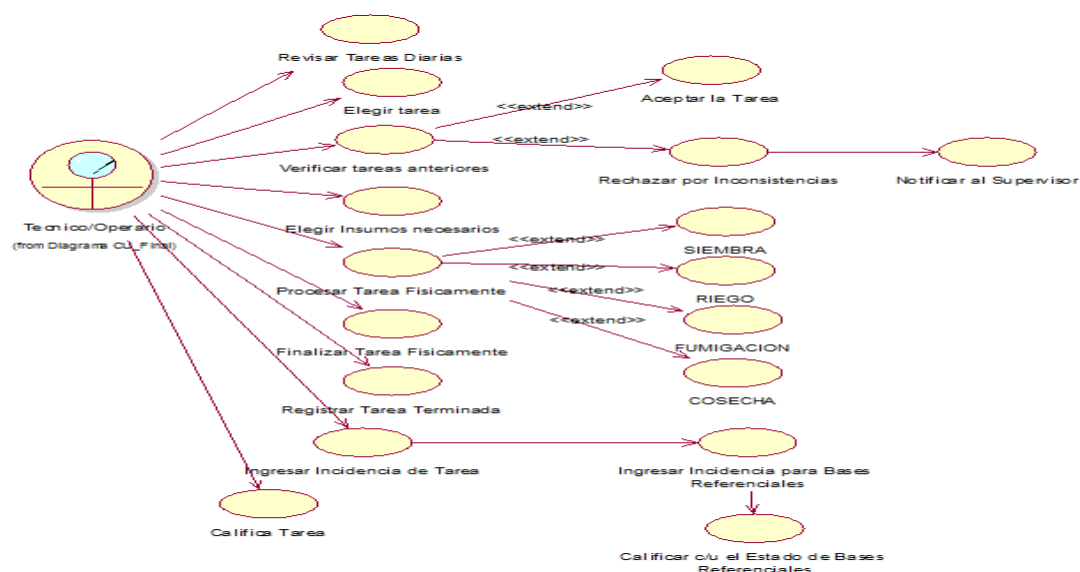 Revisar Tareas Diarias
Elegir tarea
<<extend>>
Aceptar la Tarea
<<extend>>
Verificar tareas anteriores
Rechazar por Inconsistencias
Notificar al Supervisor
Tecnico/Operario
(from Diagrama CU_Final)
Elegir Insumos necesarios
<<extend>>
SIEMBRA
<<extend>>
Procesar Tarea Fisicamente
<<extend>>
RIEGO
<<extend>>
FUMIGACION
Finalizar Tarea Fisicamente
COSECHA
Registrar Tarea Terminada
Ingresar Incidencia de Tarea
Ingresar Incidencia para Bases
Referenciales
Califica Tarea
Calificar c/u el Estado de Bases
Referenciales